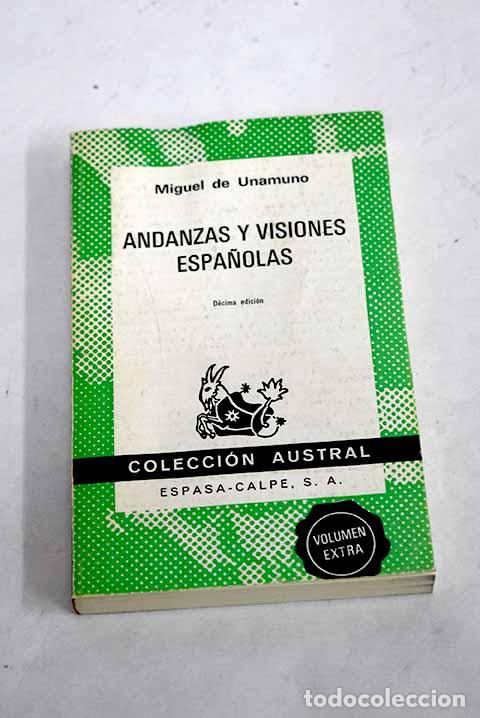 Miguel de Unamuno
ANDANZAS Y VISIONES
ESPAÑOLAS
Décima edición
COLECCIÓN AUSTRAL
ESPASA-CALPE, S. A.
VOLUMEN
EXTRA
todocoleccion